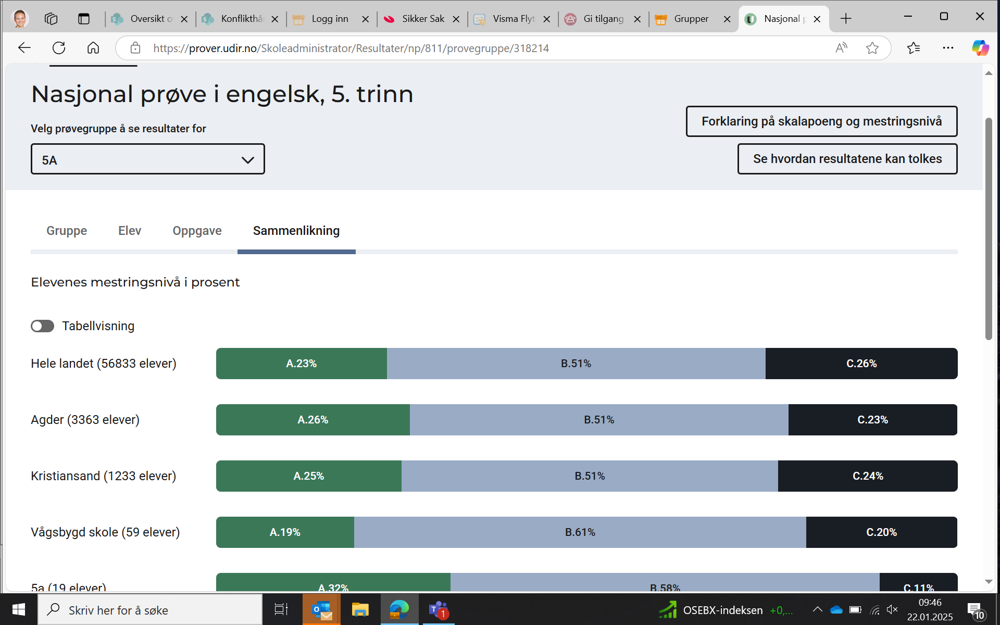 Oversikt o
Konflikthå
Logg inn
Sikker Sak
Visma Flyt
Gi tilgang
Grupper
Nasjonal p
https://prover.udir.no/Skoleadministrator/Resultater/np/811/provegruppe/318214
Nasjonal prøve i engelsk, 5. trinn
Velg prøvegruppe å se resultater for
5A
Forklaring på skalapoeng og mestringsnivå
Se hvordan resultatene kan tolkes
Gruppe Elev Oppgave Sammenlikning
Elevenes mestringsnivå i prosent
Tabellvisning
Hele landet (56833 elever) A.23% B.51% C.26%
Agder (3363 elever) A.26% B.51% C.23%
Kristiansand (1233 elever) A.25% B.51% C.24%
Vågsbygd skole (59 elever) A.19% B.61% C.20%
5a (19 elever) A.32% B.58% C.11%
Skriv her for å søke
1
OSEBX-indeksen +0,...
09:46
22.01.2025
10